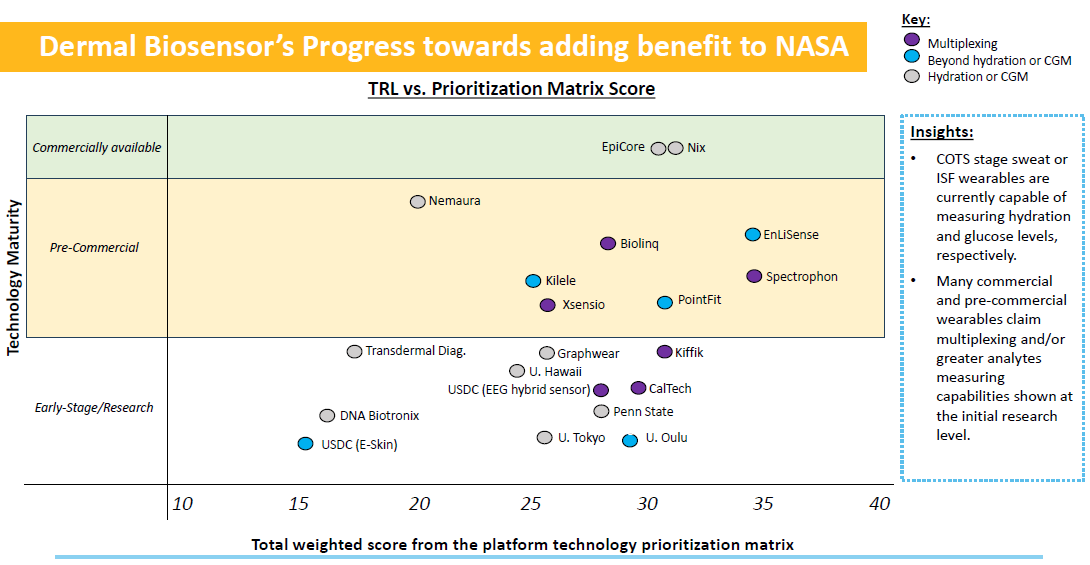 Dermal Biosensor's Progress towards adding benefit to NASA
Key:
Multiplexing
Beyond hydration or CGM
Hydration or CGM
TRL vs. Prioritization Matrix Score
Technology Maturity
Commercially available
EpiCore
Nix
Pre-Commercial
Nemaura
Biolinq
EnLiSense
Kilele
Spectrophon
Xsensio
PointFit
Early-Stage/Research
Transdermal Diag.
Graphwear
Kiffik
U. Hawaii
USDC (EEG hybrid sensor)
CalTech
DNA Biotronix
Penn State
USDC (E-Skin)
U. Tokyo
U. Oulu
10 15 20 25 30 35 40
Total weighted score from the platform technology prioritization matrix
Insights:
• COTS stage sweat or
ISF wearables are
currently capable of
measuring hydration
and glucose levels,
respectively.
• Many commercial
and pre-commercial
wearables claim
multiplexing and/or
greater analytes
measuring
capabilities shown at
the initial research
level.